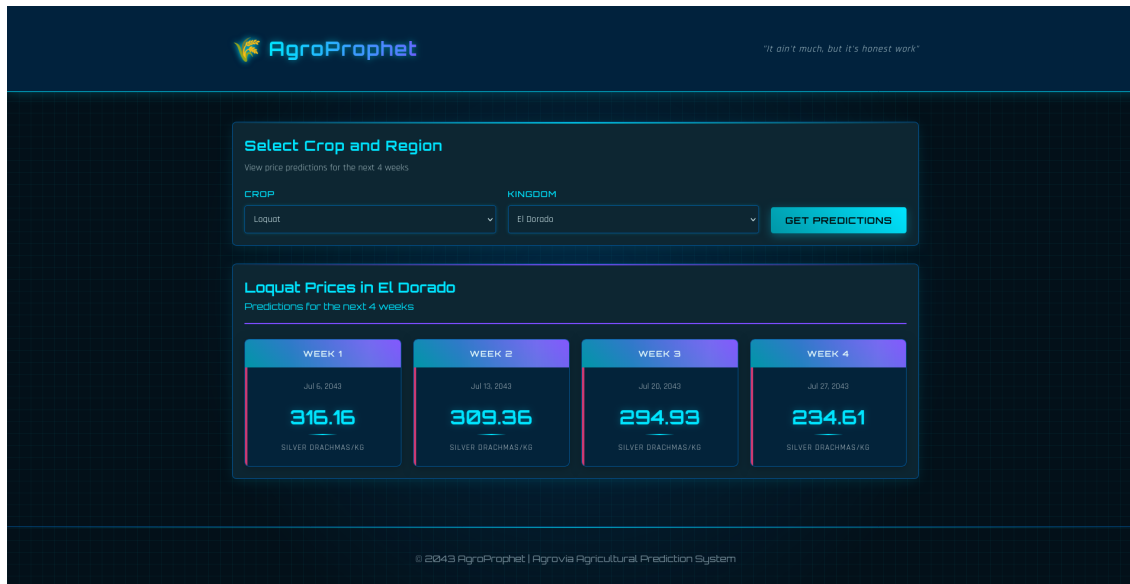 AgroProphet
"It ain't much, but it's honest work"
Select Crop and Region
View price predictions for the next 4 weeks
CROP
KINGDOM
Loquat
El Dorado
GET PREDICTIONS
Loquat Prices in El Dorado
Predictions for the next 4 weeks
WEEK 1
Jul 6, 2043
316.16
SILVER DRACHMAS/KG
WEEK 2
Jul 13, 2043
309.36
SILVER DRACHMAS/KG
WEEK 3
Jul 20, 2043
294.93
SILVER DRACHMAS/KG
WEEK 4
Jul 27, 2043
234.61
SILVER DRACHMAS/KG
© 2043 AgroProphet | Agrovia Agricultural Prediction System